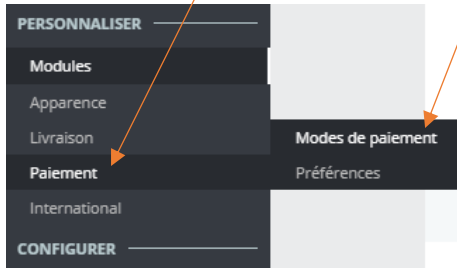 PERSONNALISER
Modules
Apparence
Livraison
Paiement
International
CONFIGURER
Modes de paiement
Préférences